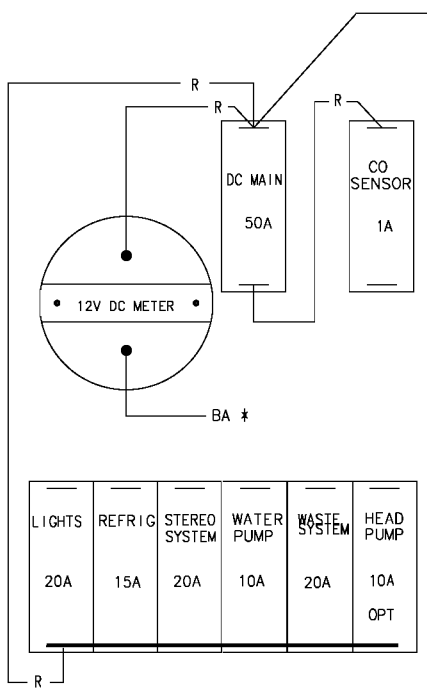 R
R
R
DC MAIN
50A
CO
SENSOR
1A
12V DC METER
BA *
LIGHTS
20A
REFRIG
15A
STEREO
SYSTEM
20A
WATER
PUMP
10A
WASTE
SYSTEM
20A
HEAD
PUMP
10A
OPT
R